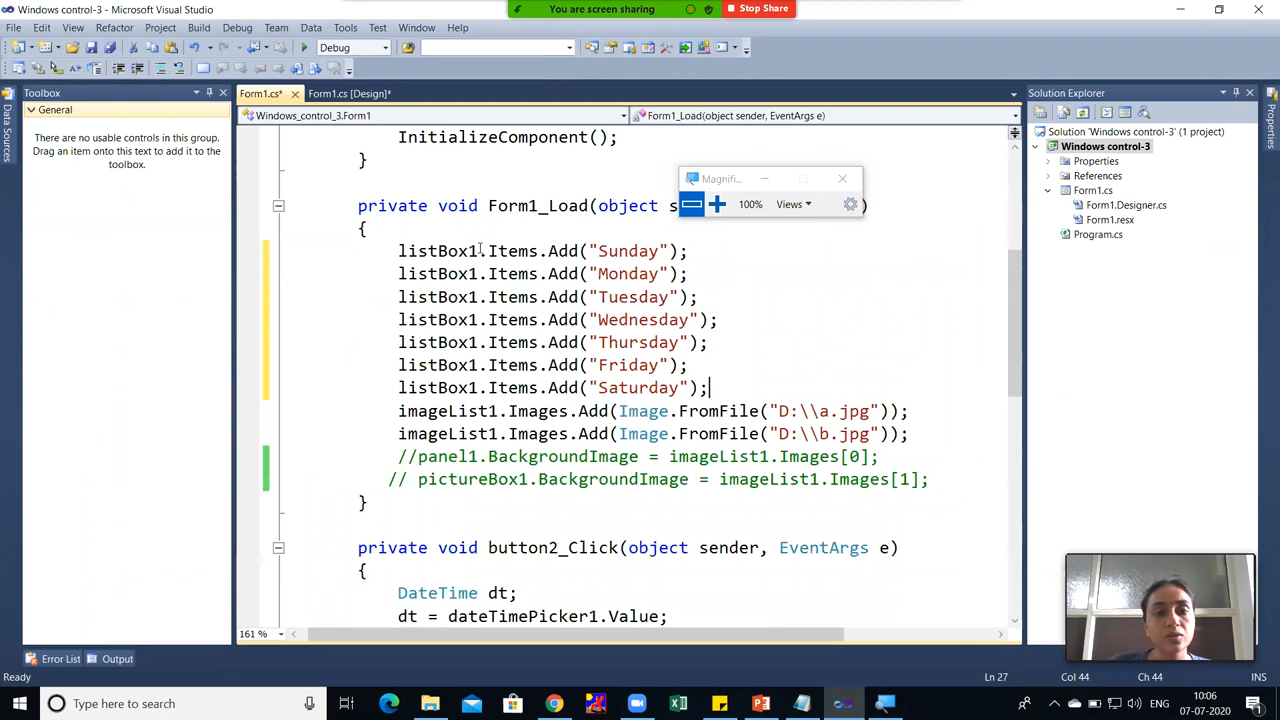 Windows control-3 - Microsoft Visual Studio
You are screen sharing
Stop Share
File Edit View Refactor Project Build Debug Team Data Tools Test Window Help
Debug
Toolbox
General
There are no usable controls in this group.
Drag an item onto this text to add it to the
toolbox.
Data Sources
Form1.cs*
Form1.cs [Design]*
Windows_control_3.Form1
Form1_Load(object sender, EventArgs e)
InitializeComponent();
}
private void Form1_Load(object s
)
{
listBox1.Items.Add("Sunday");
listBox1.Items.Add("Monday");
listBox1.Items.Add("Tuesday");
listBox1.Items.Add("Wednesday");
listBox1.Items.Add("Thursday");
listBox1.Items.Add("Friday");
listBox1.Items.Add("Saturday");
imageList1.Images.Add(Image.FromFile("D:\\a.jpg"));
imageList1.Images.Add(Image.FromFile("D:\\b.jpg"));
//panel1.BackgroundImage = imageList1.Images[0];
// pictureBox1.BackgroundImage = imageList1.Images[1];
}
private void button2_Click(object sender, EventArgs e)
{
DateTime dt;
dt = dateTimePicker1.Value;
161 %
Magnifi...
100%
Views
Solution Explorer
Solution 'Windows control-3' (1 project)
Windows control-3
Properties
References
Form1.cs
Form1.Designer.cs
Form1.resx
Program.cs
Properties
Error List
Output
Ready
Ln 27
Col 44
Ch 44
INS
Type here to search
ENG
10:06
07-07-2020